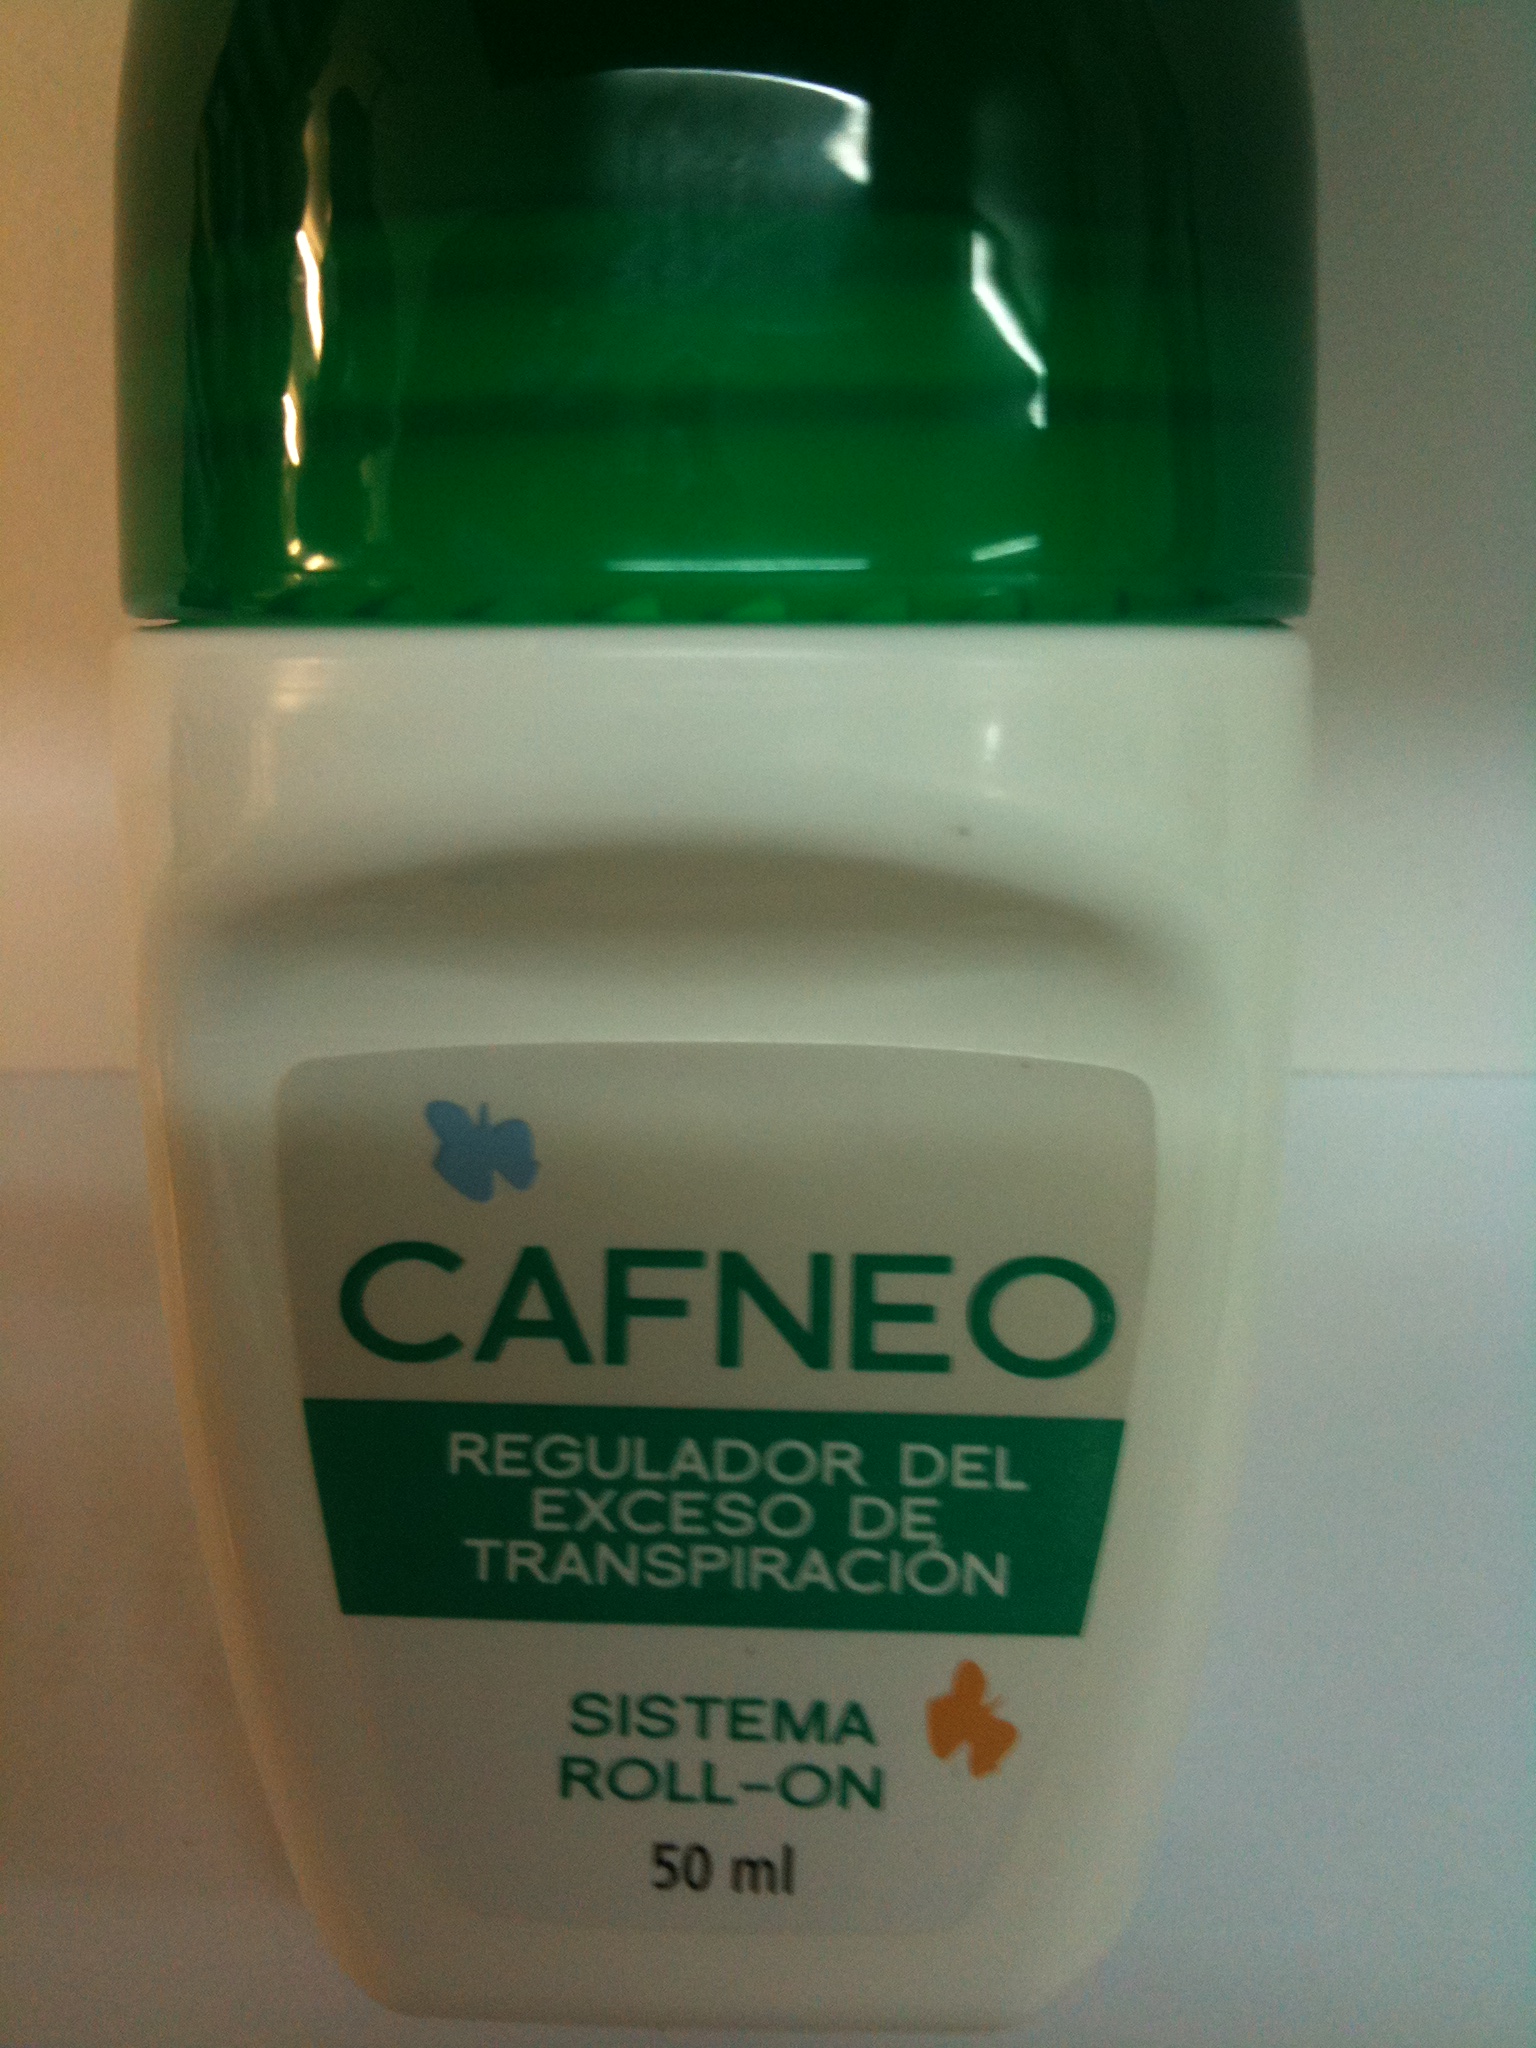 CAFNEO
REGULADOR DEL
EXCESO DE
TRANSPIRACIÓN
SISTEMA
ROLL-ON
50 ml